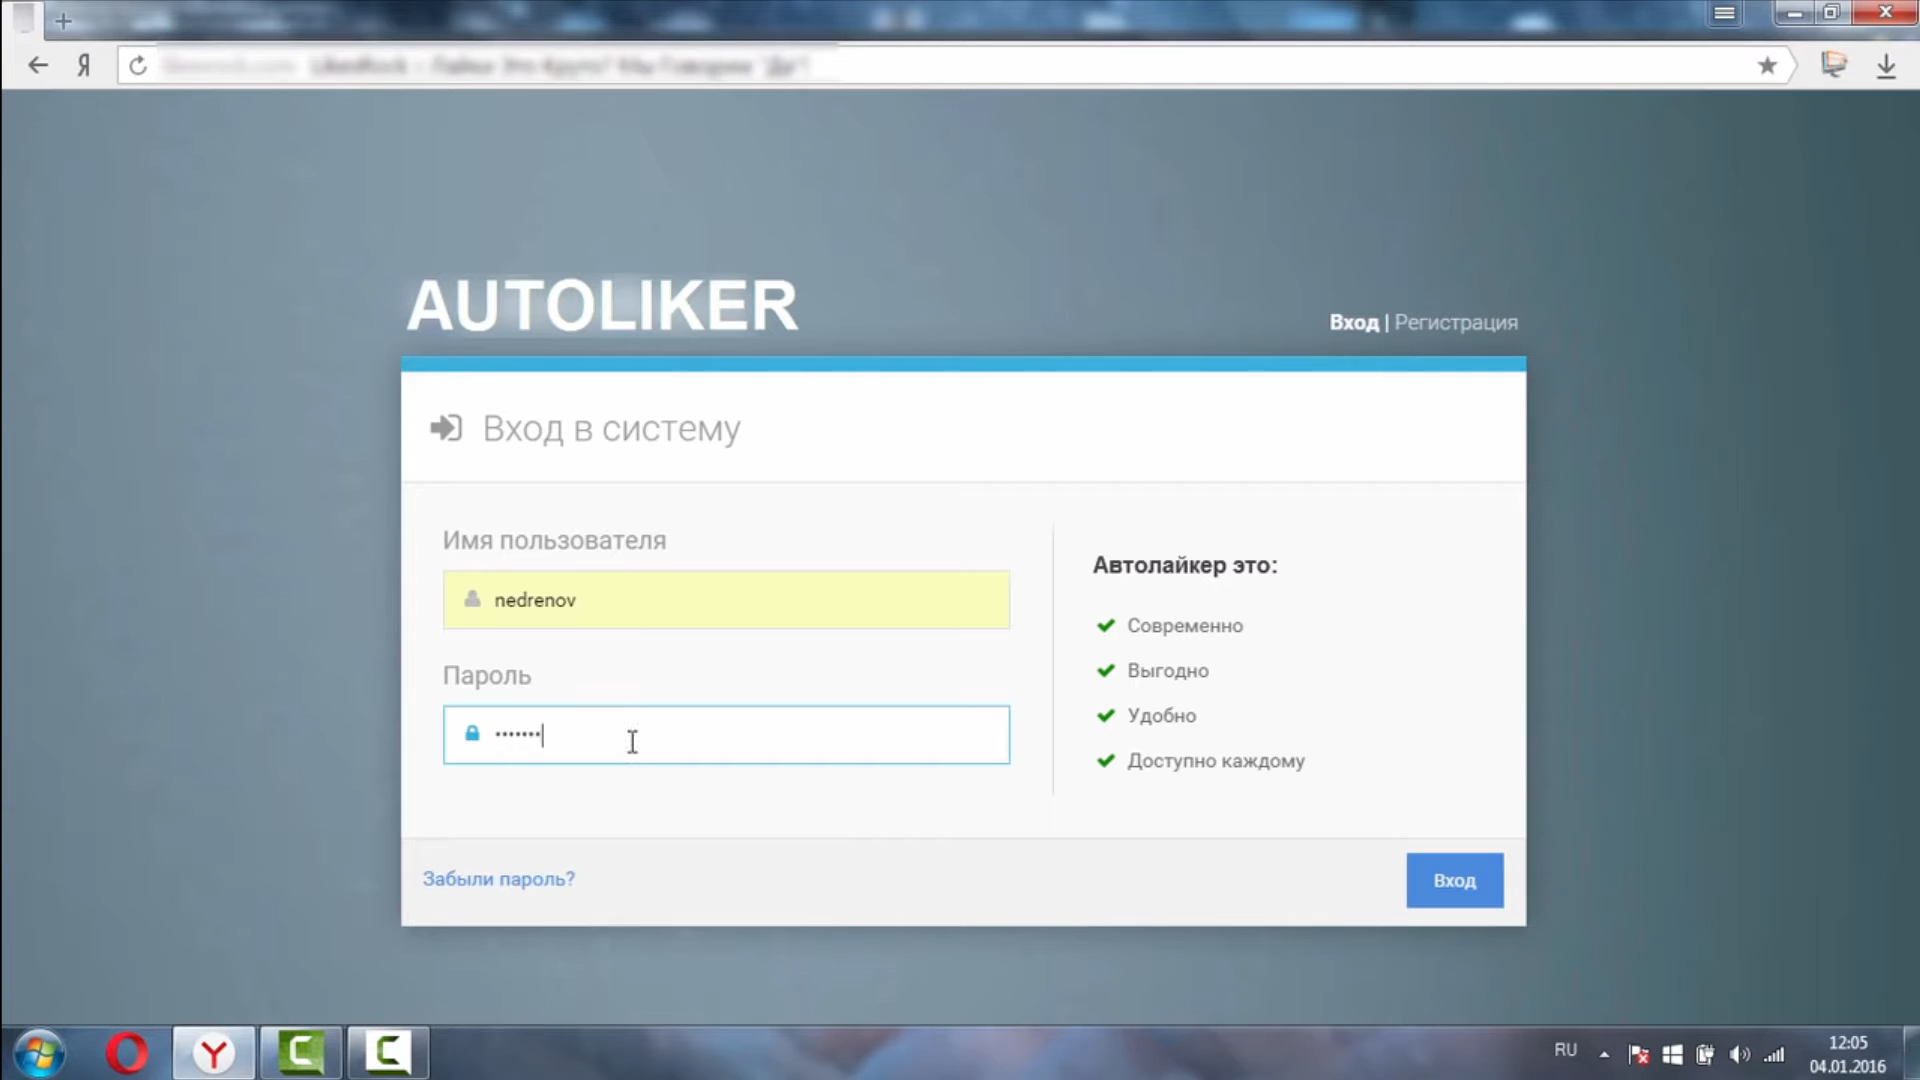 AUTOLIKER
Вход | Регистрация
Вход в систему
Имя пользователя
nedrenov
Пароль
Автолайкер это:
Современно
Выгодно
Удобно
Доступно каждому
Забыли пароль?
Вход
RU
12:05
04.01.2016